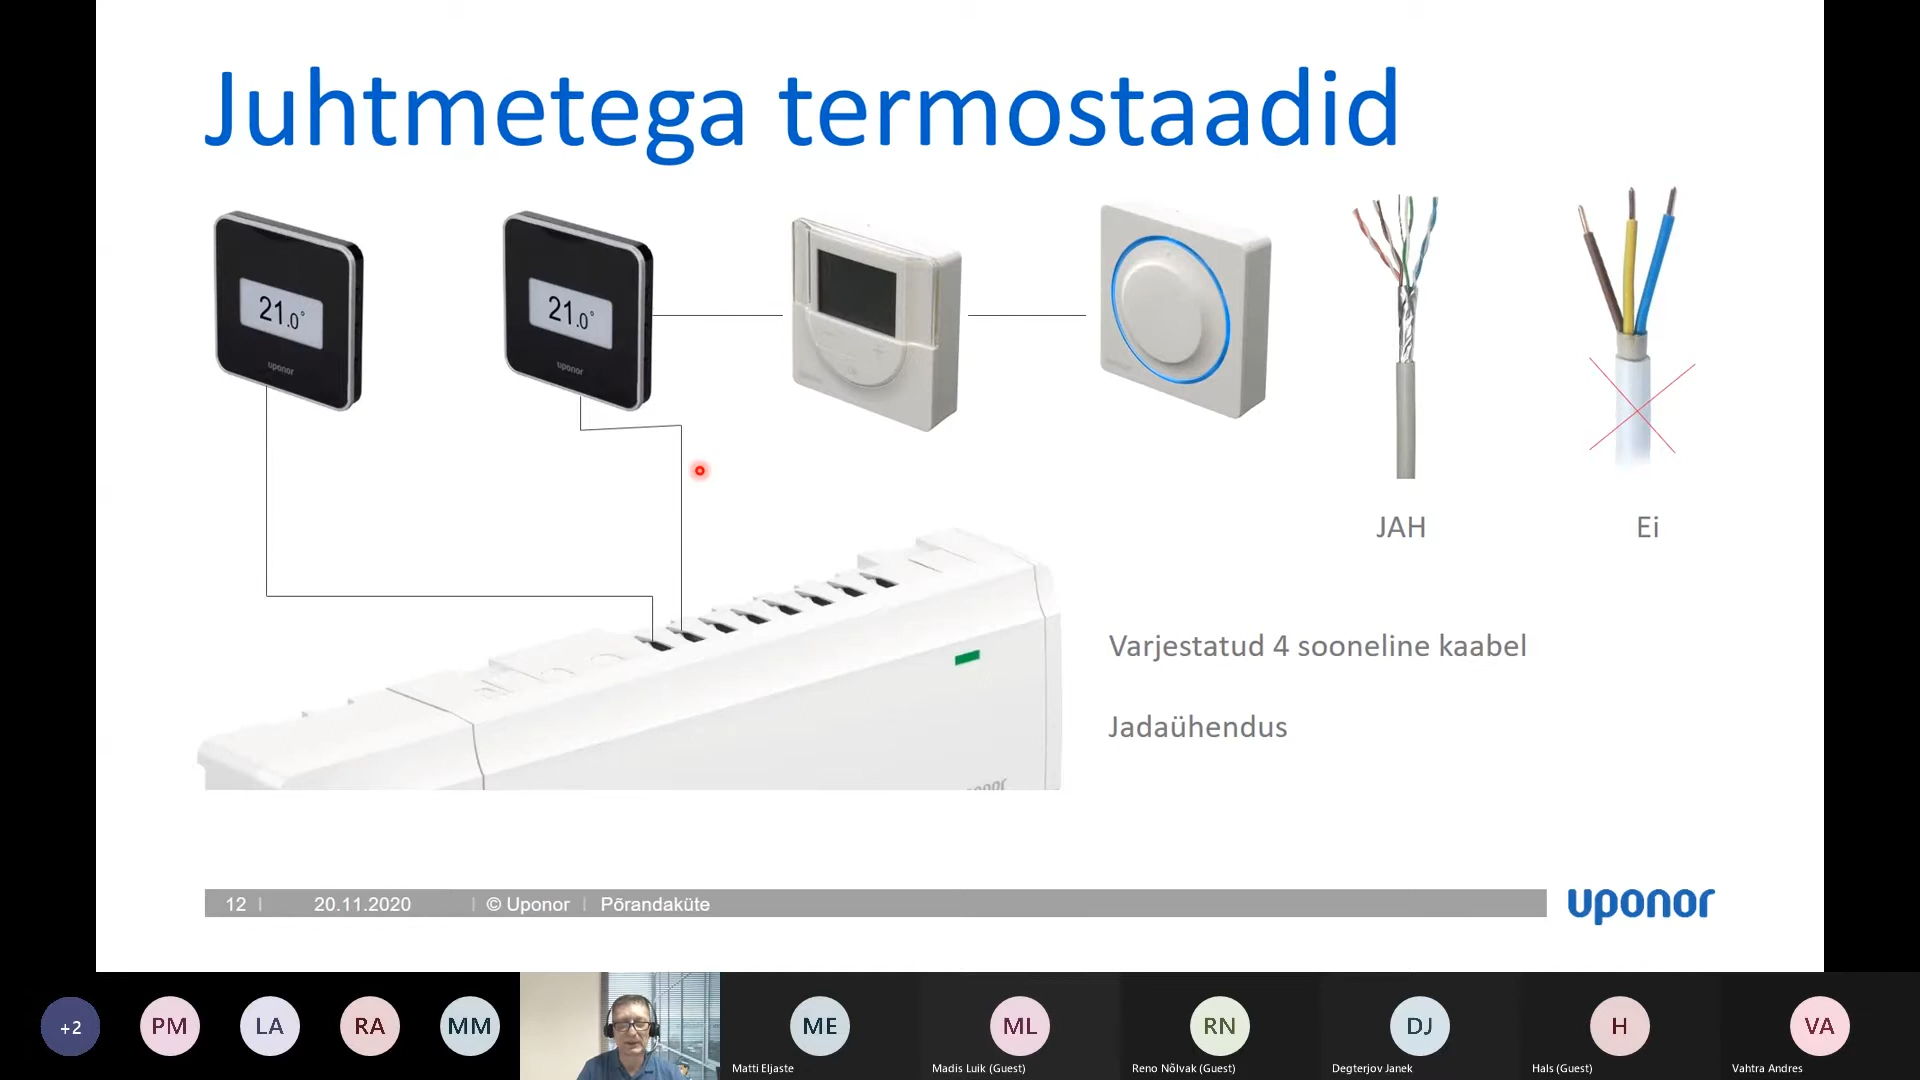 Juhtmetega termostaadid
21.0°
uponor
21.0°
uponor
JAH
Ei
Varjestatud 4 sooneline kaabel
Jadaühendus
uponor
12 | 20.11.2020 | © Uponor | Põrandaküte
uponor
+2
PM
LA
RA
MM
ME
ML
RN
DJ
H
VA
Matti Eljaste
Madis Luik (Guest)
Reno Nõlvak (Guest)
Degterjov Janek
Hals (Guest)
Vahtra Andres